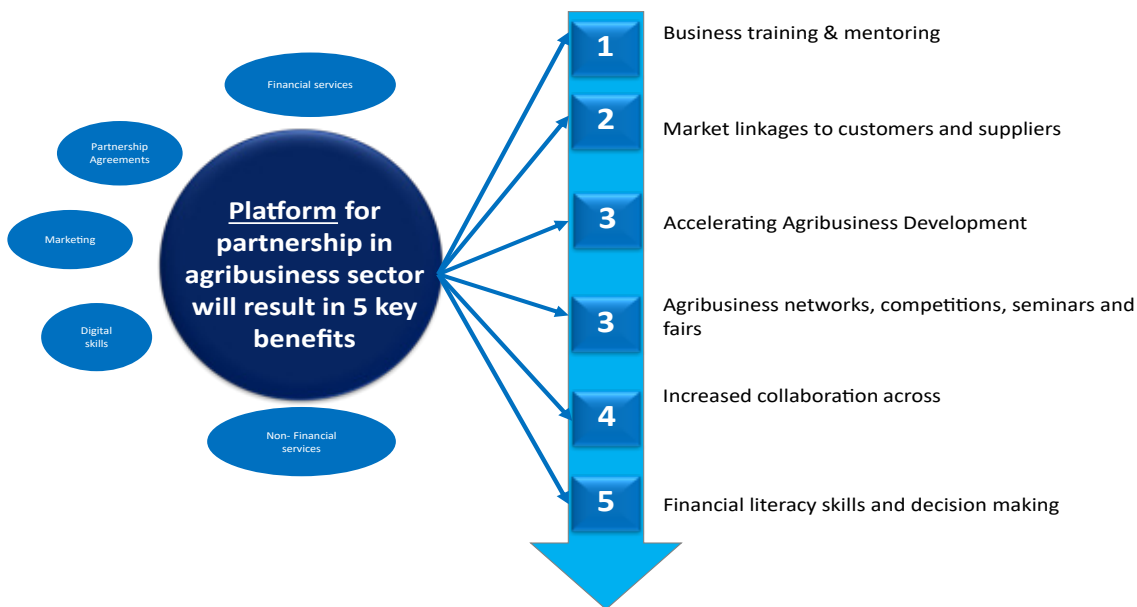 Financial services
Partnership
Agreements
Marketing
Digital
skills
Non- Financial
services
Platform for
partnership in
agribusiness sector
will result in 5 key
benefits
1
Business training & mentoring
2
Market linkages to customers and suppliers
3
Accelerating Agribusiness Development
3
Agribusiness networks, competitions, seminars and
fairs
4
Increased collaboration across
5
Financial literacy skills and decision making